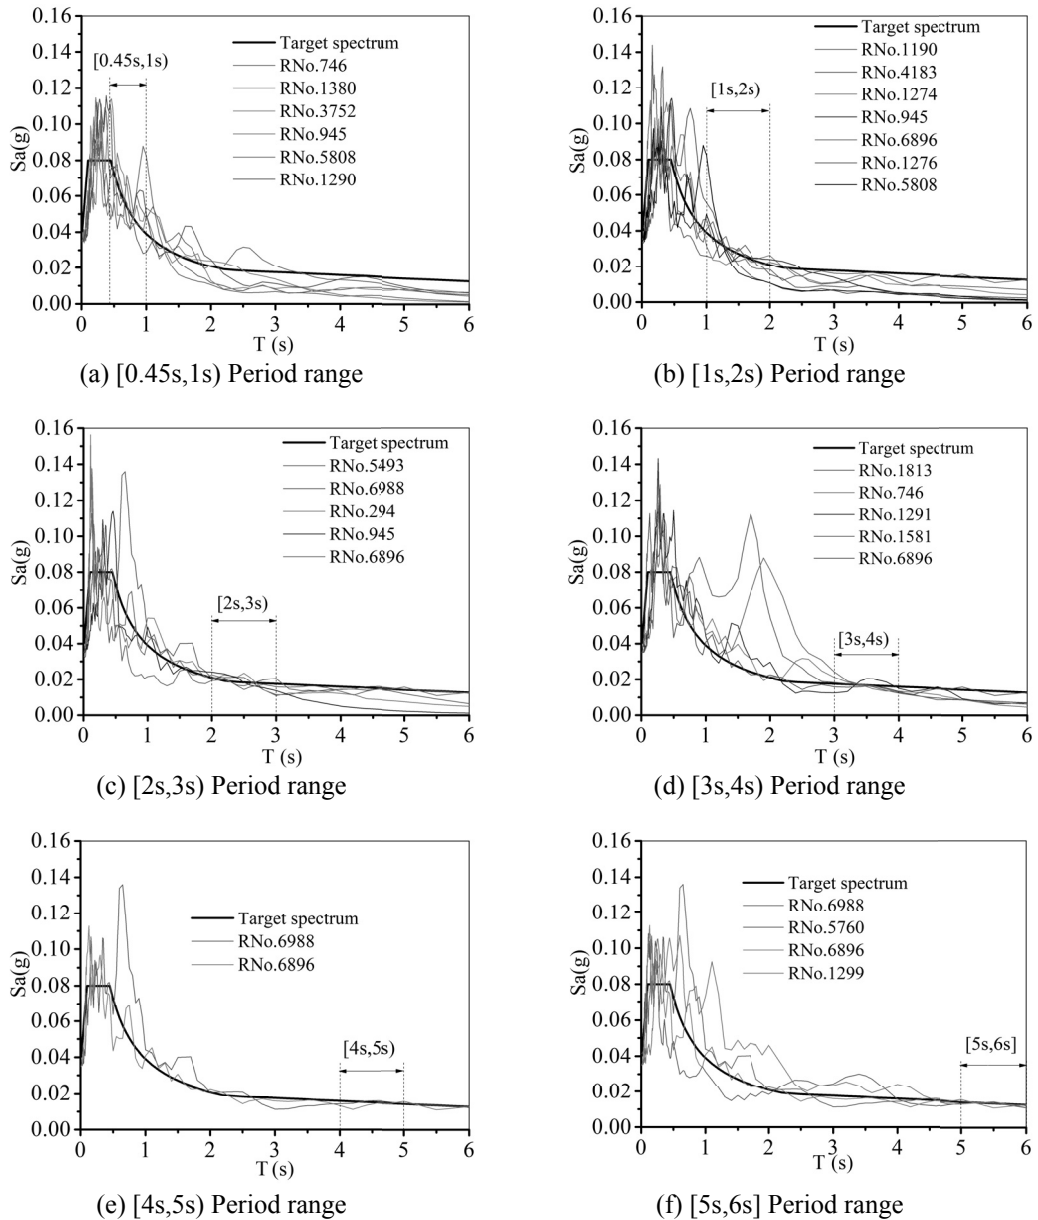 0.16
0.14
0.12
0.10
0.08
0.06
0.04
0.02
0.00
Sa(g)
[0.45s,1s)
Target spectrum
RNo.746
RNo.1380
RNo.3752
RNo.945
RNo.5808
RNo.1290
0 1 2 3 4 5 6
T (s)
(a) [0.45s,1s) Period range
0.16
0.14
0.12
0.10
0.08
0.06
0.04
0.02
0.00
Sa(g)
[1s,2s)
Target spectrum
RNo.1190
RNo.4183
RNo.1274
RNo.945
RNo.6896
RNo.1276
RNo.5808
0 1 2 3 4 5 6
T (s)
(b) [1s,2s) Period range
0.16
0.14
0.12
0.10
0.08
0.06
0.04
0.02
0.00
Sa(g)
[2s,3s)
Target spectrum
RNo.5493
RNo.6988
RNo.294
RNo.945
RNo.6896
0 1 2 3 4 5 6
T (s)
(c) [2s,3s) Period range
0.16
0.14
0.12
0.10
0.08
0.06
0.04
0.02
0.00
Sa(g)
[3s,4s)
Target spectrum
RNo.1813
RNo.746
RNo.1291
RNo.1581
RNo.6896
0 1 2 3 4 5 6
T (s)
(d) [3s,4s) Period range
0.16
0.14
0.12
0.10
0.08
0.06
0.04
0.02
0.00
Sa(g)
[4s,5s)
Target spectrum
RNo.6988
RNo.6896
0 1 2 3 4 5 6
T (s)
(e) [4s,5s) Period range
0.16
0.14
0.12
0.10
0.08
0.06
0.04
0.02
0.00
Sa(g)
[5s,6s]
Target spectrum
RNo.6988
RNo.5760
RNo.6896
RNo.1299
0 1 2 3 4 5 6
T (s)
(f) [5s,6s] Period range